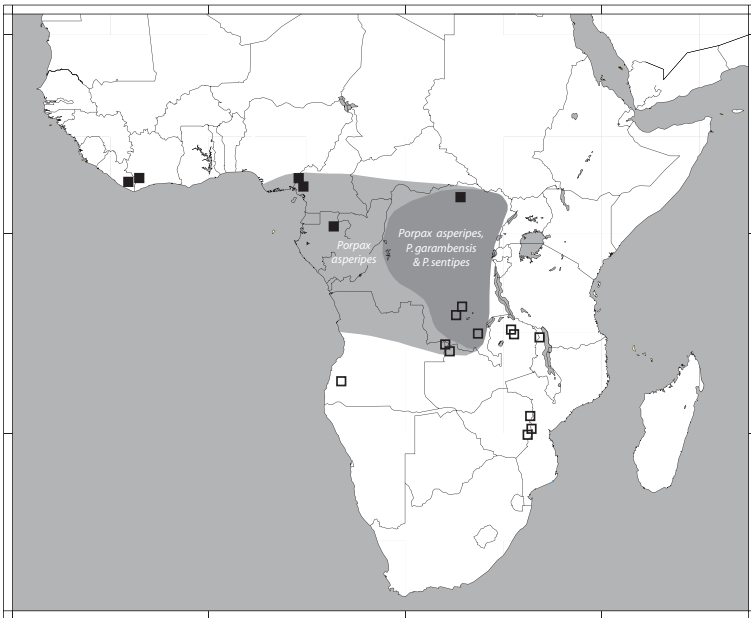 Porpax asperipes,
P. garambensis
& P. sentipes
Porpax
asperipes